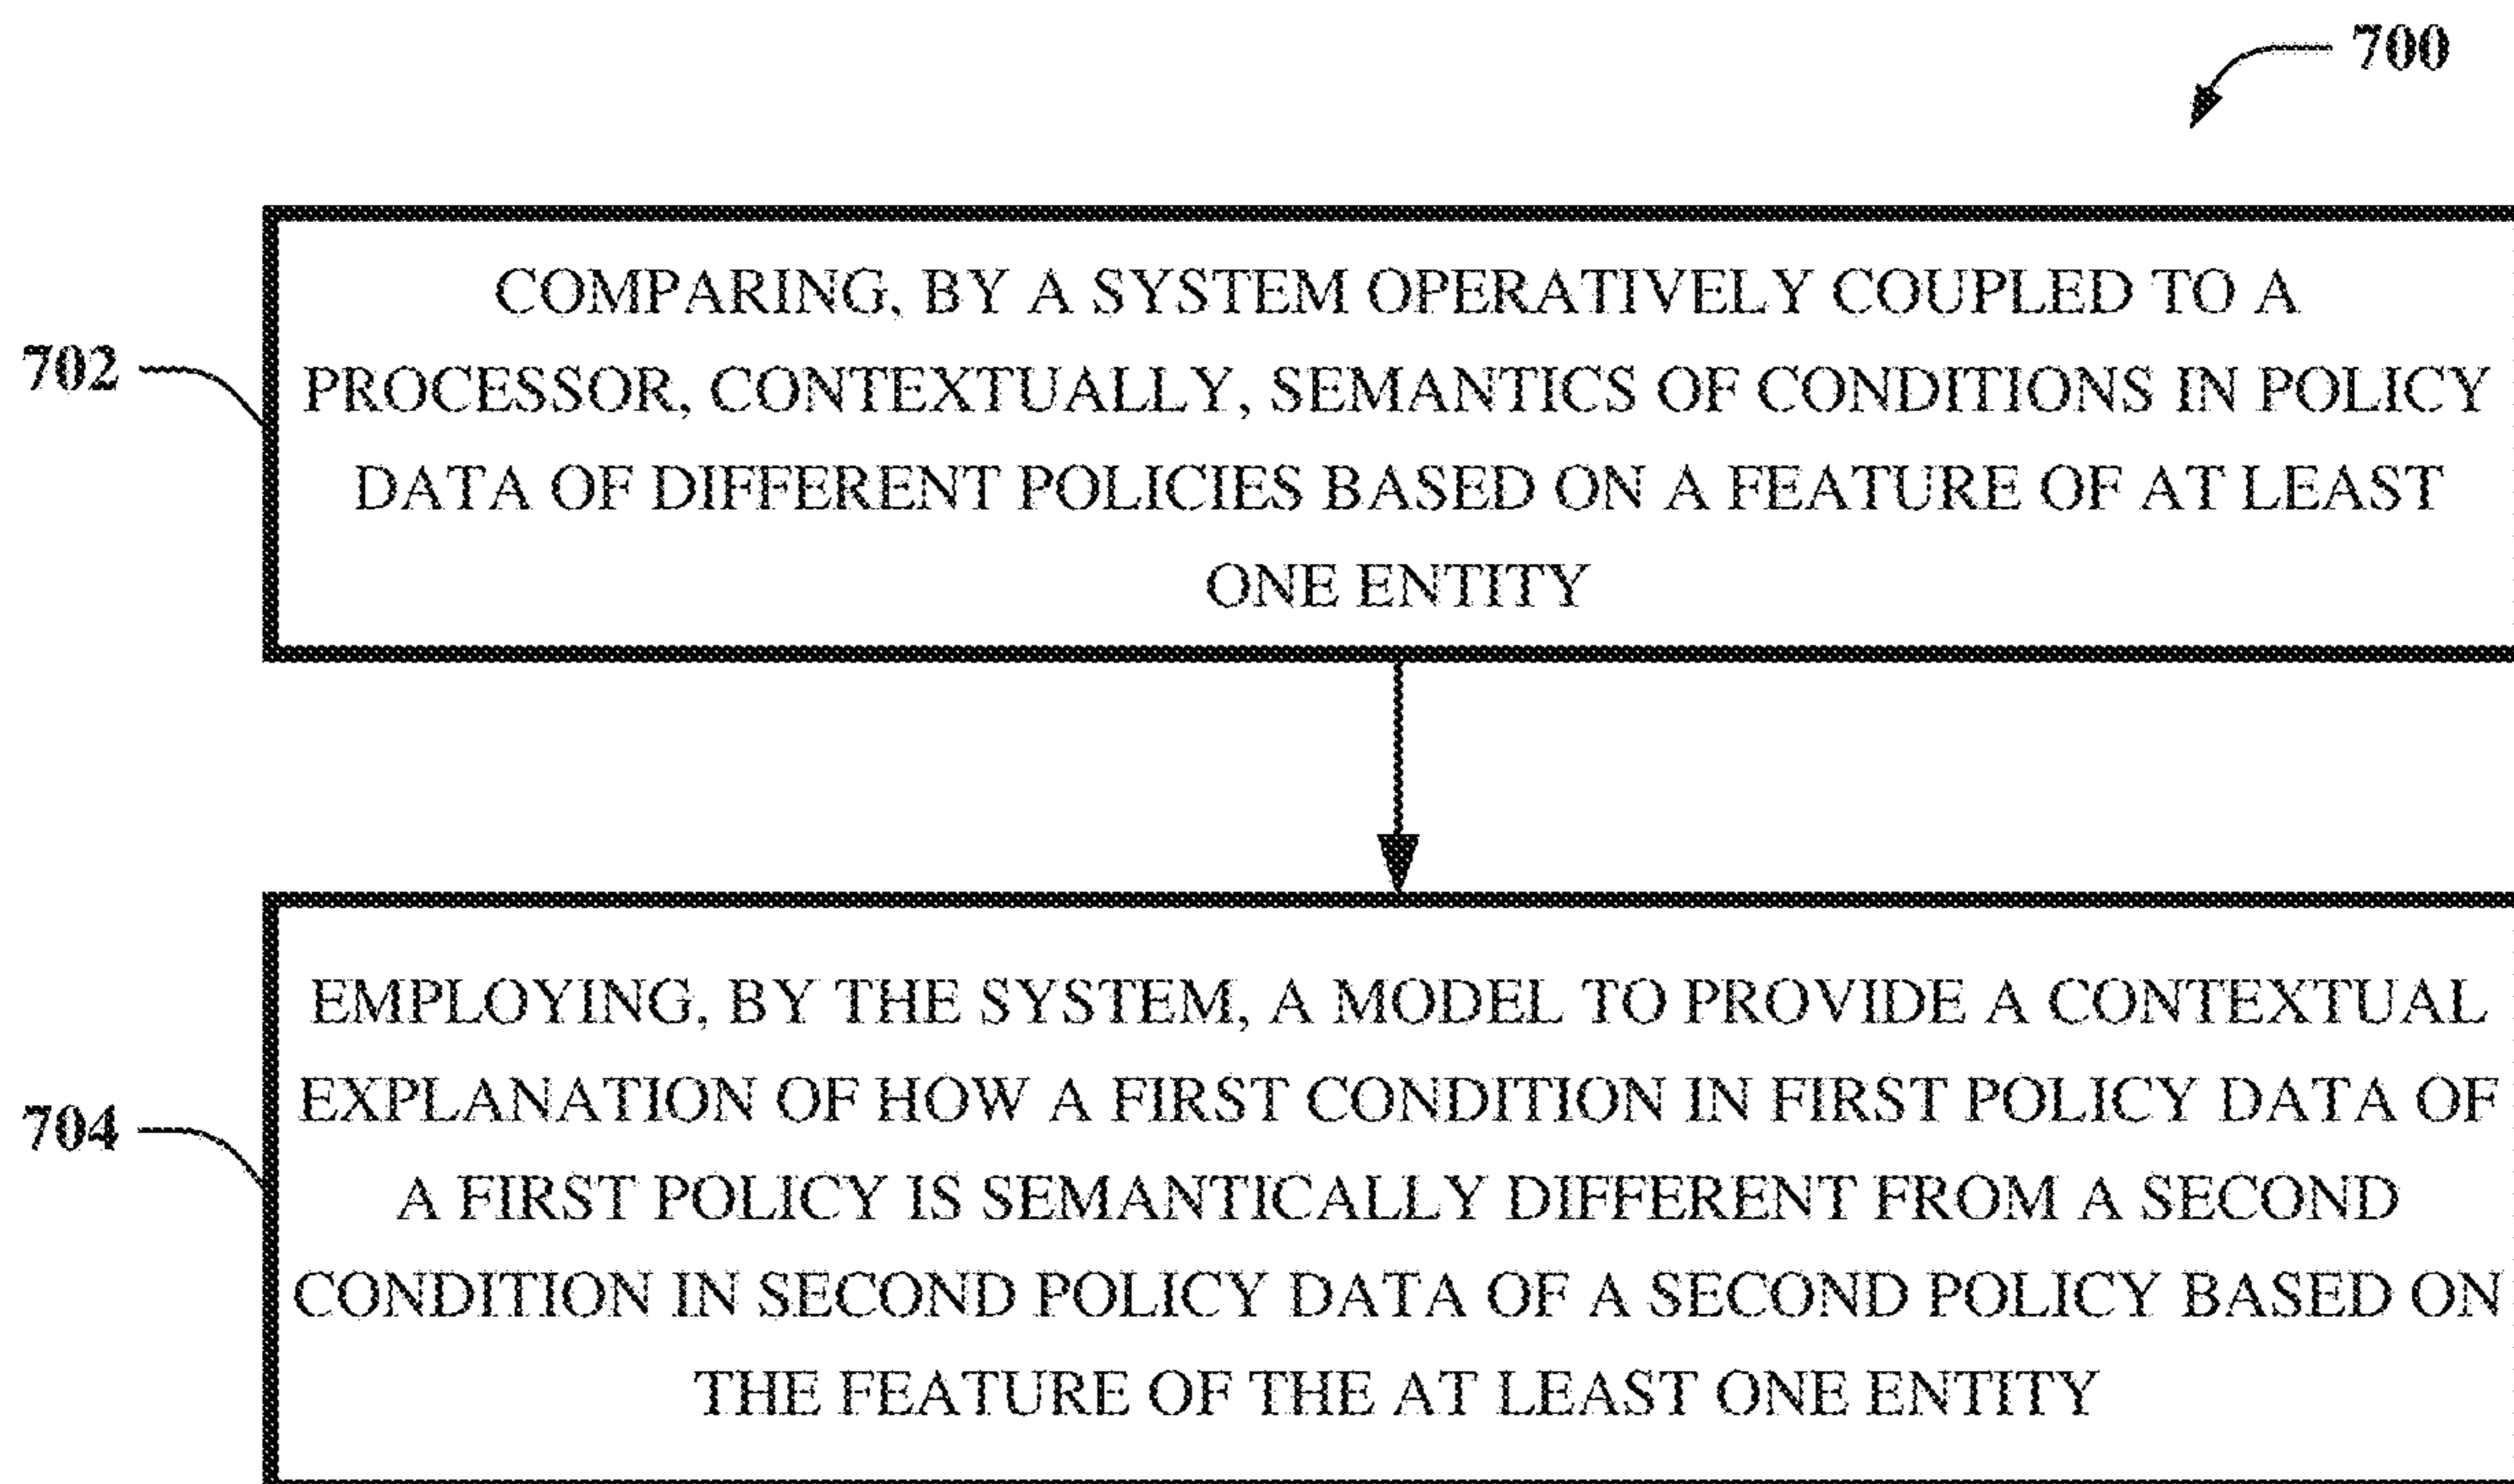 700
702
COMPARING, BY A SYSTEM OPERATIVELY COUPLED TO A
PROCESSOR, CONTEXTUALLY, SEMANTICS OF CONDITIONS IN POLICY
DATA OF DIFFERENT POLICIES BASED ON A FEATURE OF AT LEAST
ONE ENTITY
704
EMPLOYING, BY THE SYSTEM, A MODEL TO PROVIDE A CONTEXTUAL
EXPLANATION OF HOW A FIRST CONDITION IN FIRST POLICY DATA OF
A FIRST POLICY IS SEMANTICALLY DIFFERENT FROM A SECOND
CONDITION IN SECOND POLICY DATA OF A SECOND POLICY BASED ON
THE FEATURE OF THE AT LEAST ONE ENTITY